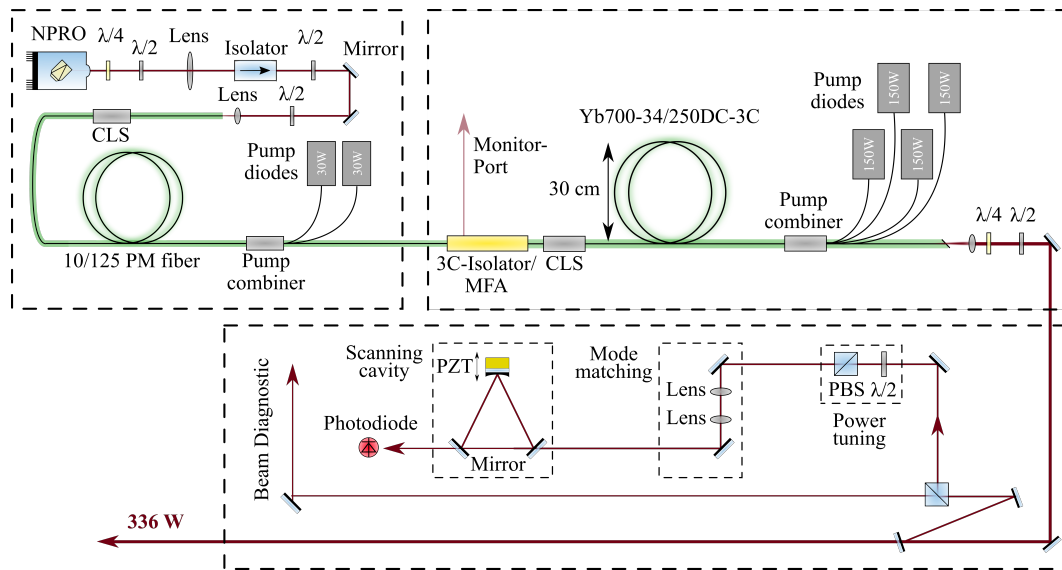 NPRO
λ/4
λ/2
Lens
Isolator
λ/2
Mirror
Lens
λ/2
CLS
Pump
diodes
30W
30W
10/125 PM fiber
Pump
combiner
Monitor-
Port
3C-Isolator/
MFA
CLS
30 cm
Yb700-34/250DC-3C
Pump
diodes
150W
150W
150W
150W
Pump
combiner
λ/4
λ/2
Scanning
cavity
PZT
Mode
matching
Lens
Lens
PBS
λ/2
Power
tuning
Photodiode
Mirror
Beam Diagnostic
336 W